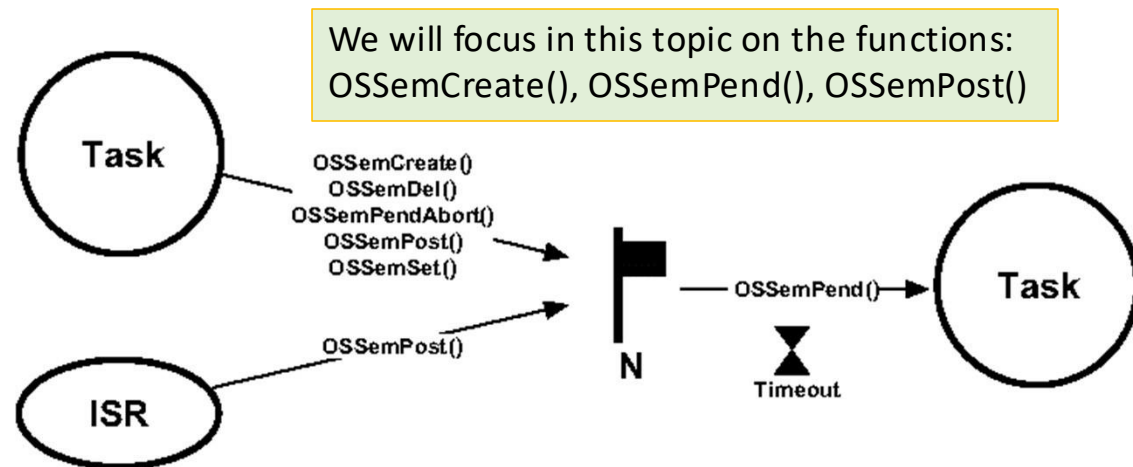 We will focus in this topic on the functions:
OSSemCreate(), OSSemPend(), OSSemPost()
Task
OSSemCreate()
OSSemDel()
OSSemPendAbort()
OSSemPost()
OSSemSet()
OSSemPost()
ISR
N
OSSemPend()
Timeout
Task